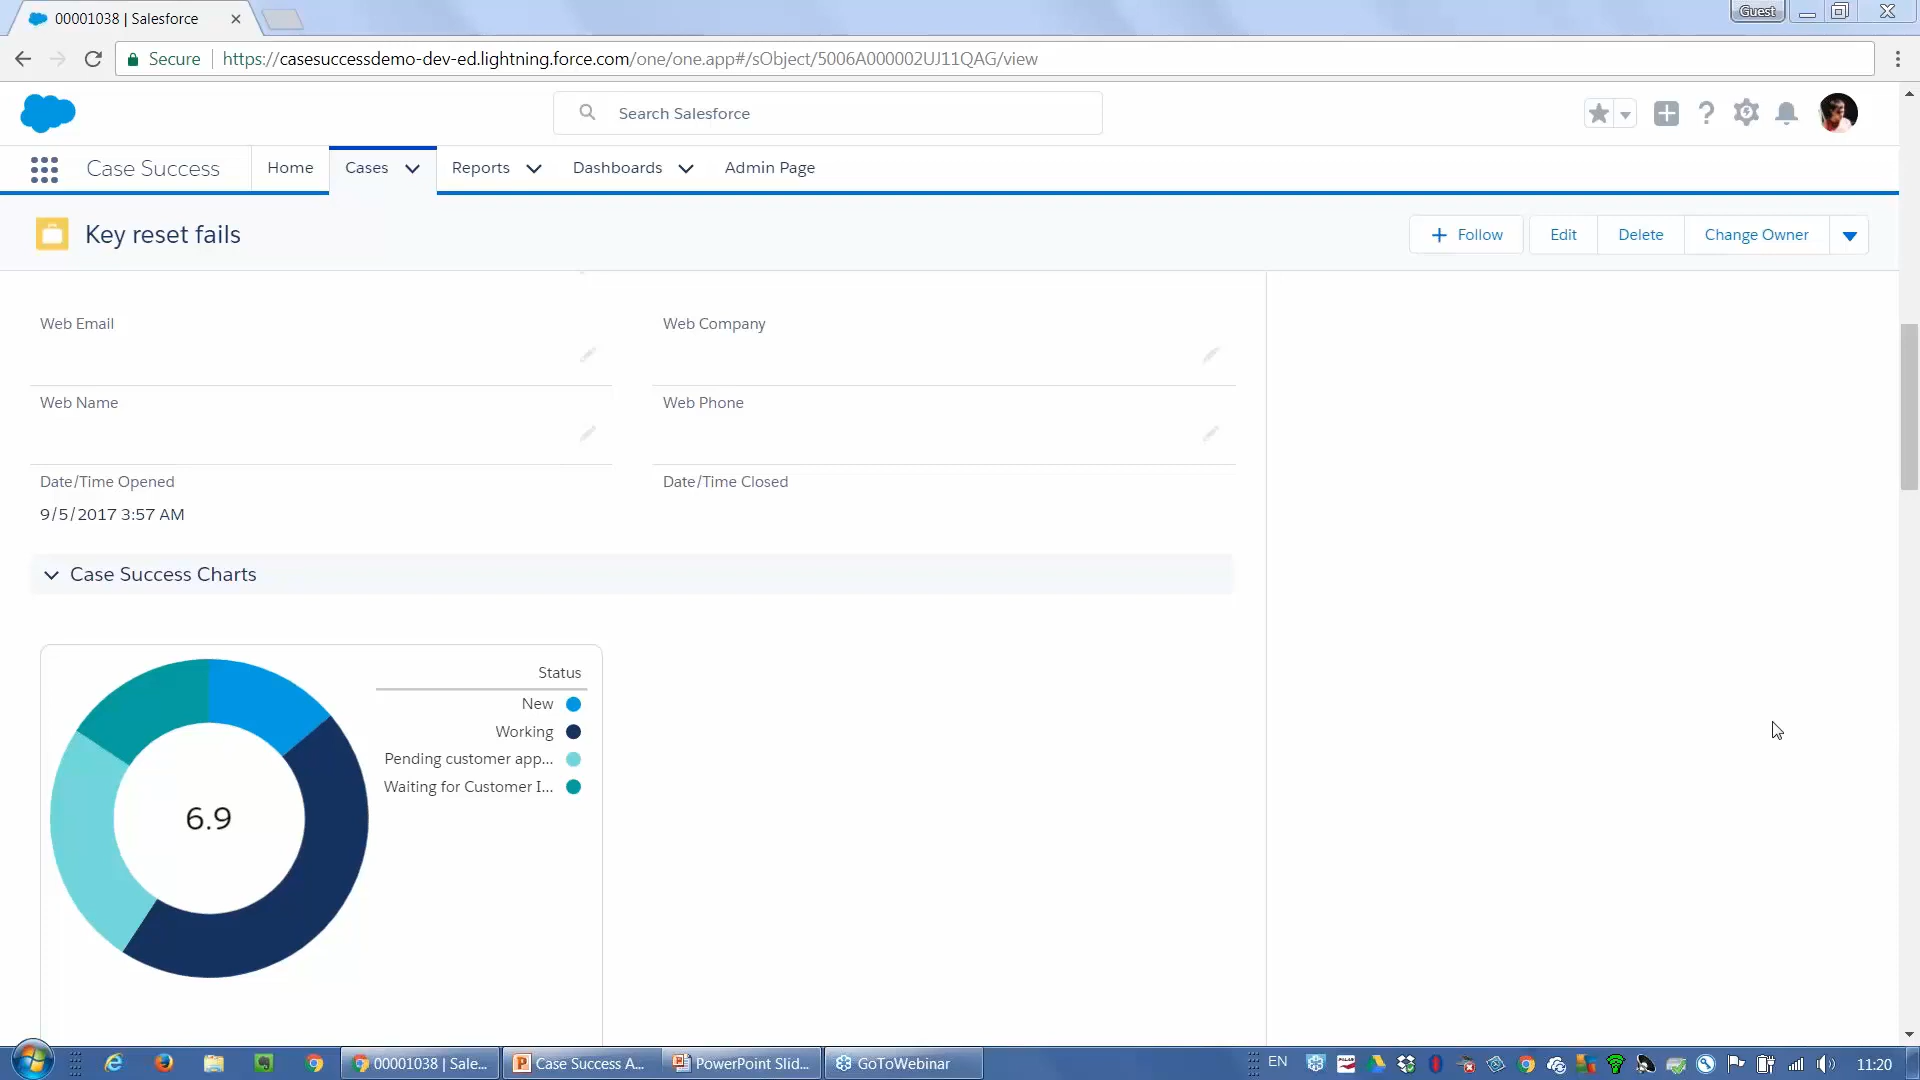 00001038 | Salesforce
Guest
Secure
https://casesuccessdemo-dev-ed.lightning.force.com/one/one.app#/sObject/5006A000002UJ11QAG/view
Search Salesforce
Case Success
Home
Cases
Reports
Dashboards
Admin Page
Key reset fails
+ Follow
Edit
Delete
Change Owner
Web Email
Web Company
Web Name
Web Phone
Date/Time Opened
Date/Time Closed
9/5/2017 3:57 AM
Case Success Charts
Status
New
Working
Pending customer app...
Waiting for Customer I...
6.9
00001038 | Sale...
Case Success A...
PowerPoint Slid...
GoToWebinar
EN
11:20